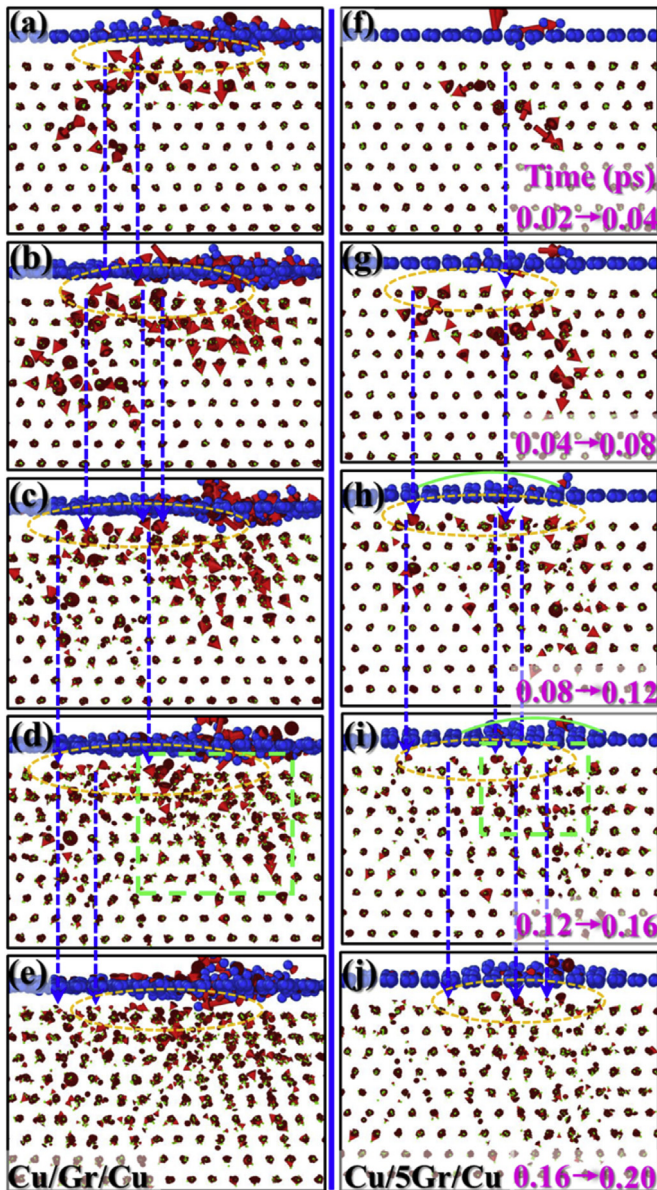 (a)
(f)
Time (ps)
0.02→0.04
(b)
(g)
0.04→0.08
(c)
(h)
0.08→0.12
(d)
(i)
0.12→0.16
(e)
(j)
Cu/Gr/Cu
Cu/5Gr/Cu
0.16→0.20